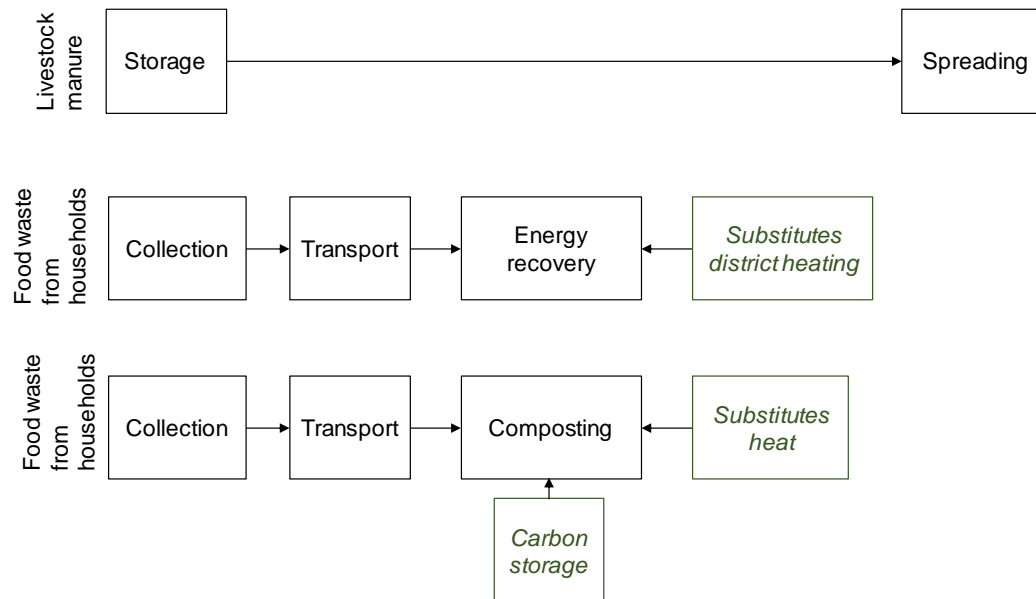 Livestock
manure
Storage
Spreading
Food waste
from
households
Collection
Transport
Energy
recovery
Substitutes
district heating
Food waste
from
households
Collection
Transport
Composting
Substitutes
heat
Carbon
storage